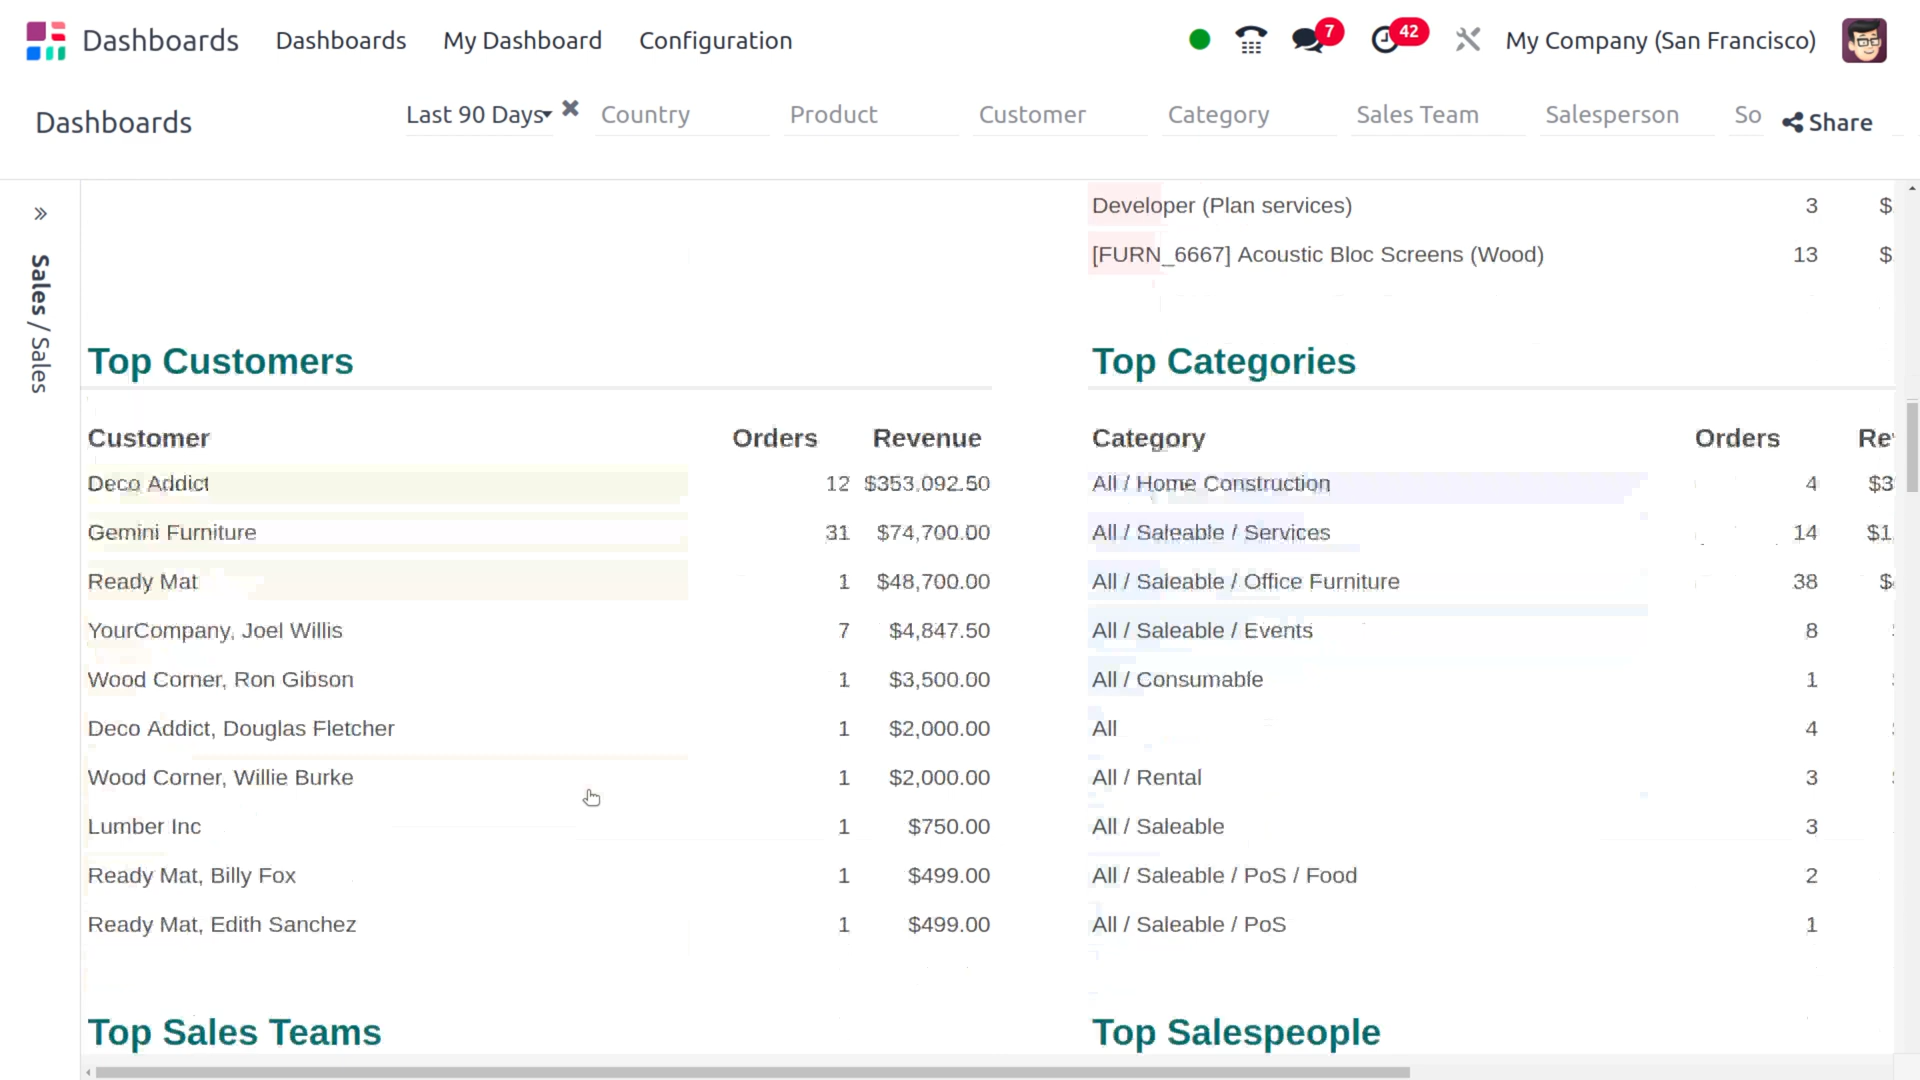 Dashboards Dashboards My Dashboard Configuration 7 42 My Company (San Francisco)
Dashboards Last 90 Days Country Product Customer Category Sales Team Salesperson So Share
Sales / Sales
Developer (Plan services) 3 $
[FURN_6667] Acoustic Bloc Screens (Wood) 13 $
Top Customers
Customer Orders Revenue
Deco Addict 12 $353,092.50
Gemini Furniture 31 $74,700.00
Ready Mat 1 $48,700.00
YourCompany, Joel Willis 7 $4,847.50
Wood Corner, Ron Gibson 1 $3,500.00
Deco Addict, Douglas Fletcher 1 $2,000.00
Wood Corner, Willie Burke 1 $2,000.00
Lumber Inc 1 $750.00
Ready Mat, Billy Fox 1 $499.00
Ready Mat, Edith Sanchez 1 $499.00
Top Categories
Category Orders Re
All / Home Construction 4 $3
All / Saleable / Services 14 $1
All / Saleable / Office Furniture 38 $
All / Saleable / Events 8
All / Consumable 1
All 4
All / Rental 3
All / Saleable 3
All / Saleable / PoS / Food 2
All / Saleable / PoS 1
Top Sales Teams
Top Salespeople